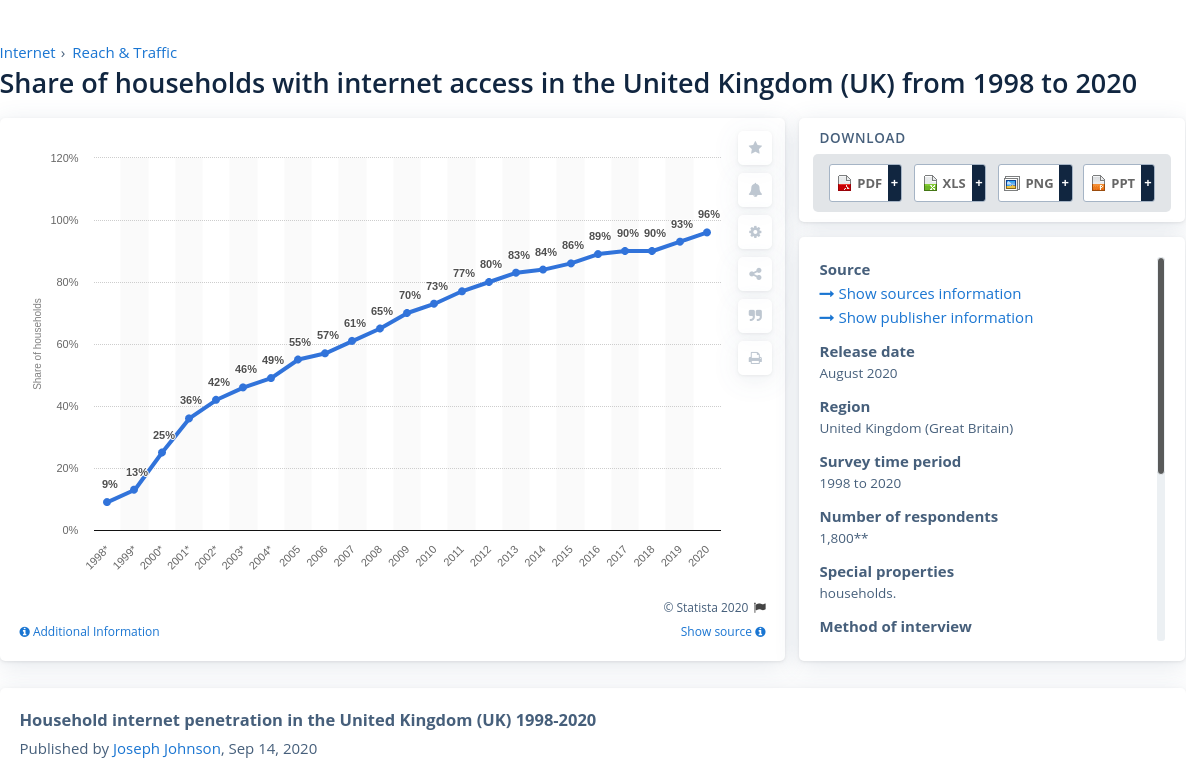 Internet › Reach & Traffic
Share of households with internet access in the United Kingdom (UK) from 1998 to 2020
120%
100%
80%
60%
40%
20%
0%
Share of households
9%
13%
25%
36%
42%
46%
49%
55%
57%
61%
65%
70%
73%
77%
80%
83%
84%
86%
89%
90%
90%
93%
96%
1998*
1999*
2000*
2001*
2002*
2003*
2004*
2005
2006
2007
2008
2009
2010
2011
2012
2013
2014
2015
2016
2017
2018
2019
2020
© Statista 2020
Additional Information
Show source
DOWNLOAD
PDF + XLS + PNG + PPT +
Source
Show sources information
Show publisher information
Release date
August 2020
Region
United Kingdom (Great Britain)
Survey time period
1998 to 2020
Number of respondents
1,800**
Special properties
households.
Method of interview
Household internet penetration in the United Kingdom (UK) 1998-2020
Published by Joseph Johnson, Sep 14, 2020